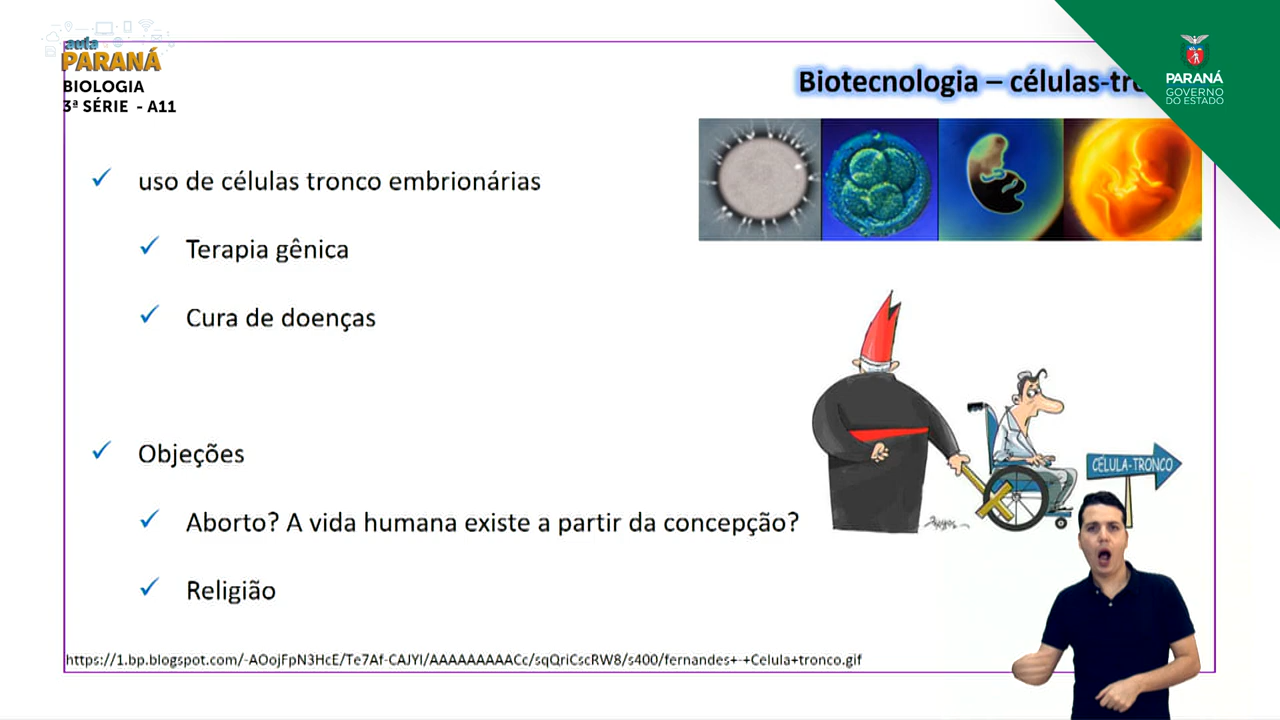 aula
PARANÁ
BIOLOGIA
3ª SÉRIE - A11
Biotecnologia – células-tro
PARANÁ
GOVERNO
DO ESTADO
uso de células tronco embrionárias
Terapia gênica
Cura de doenças
CÉLULA-TRONCO
Objeções
Aborto? A vida humana existe a partir da concepção?
Religião
https://1.bp.blogspot.com/-AOojFpN3HcE/Te7Af-CAJYI/AAAAAAAAACc/sqQriCscRW8/s400/fernandes+-+Celula+tronco.gif